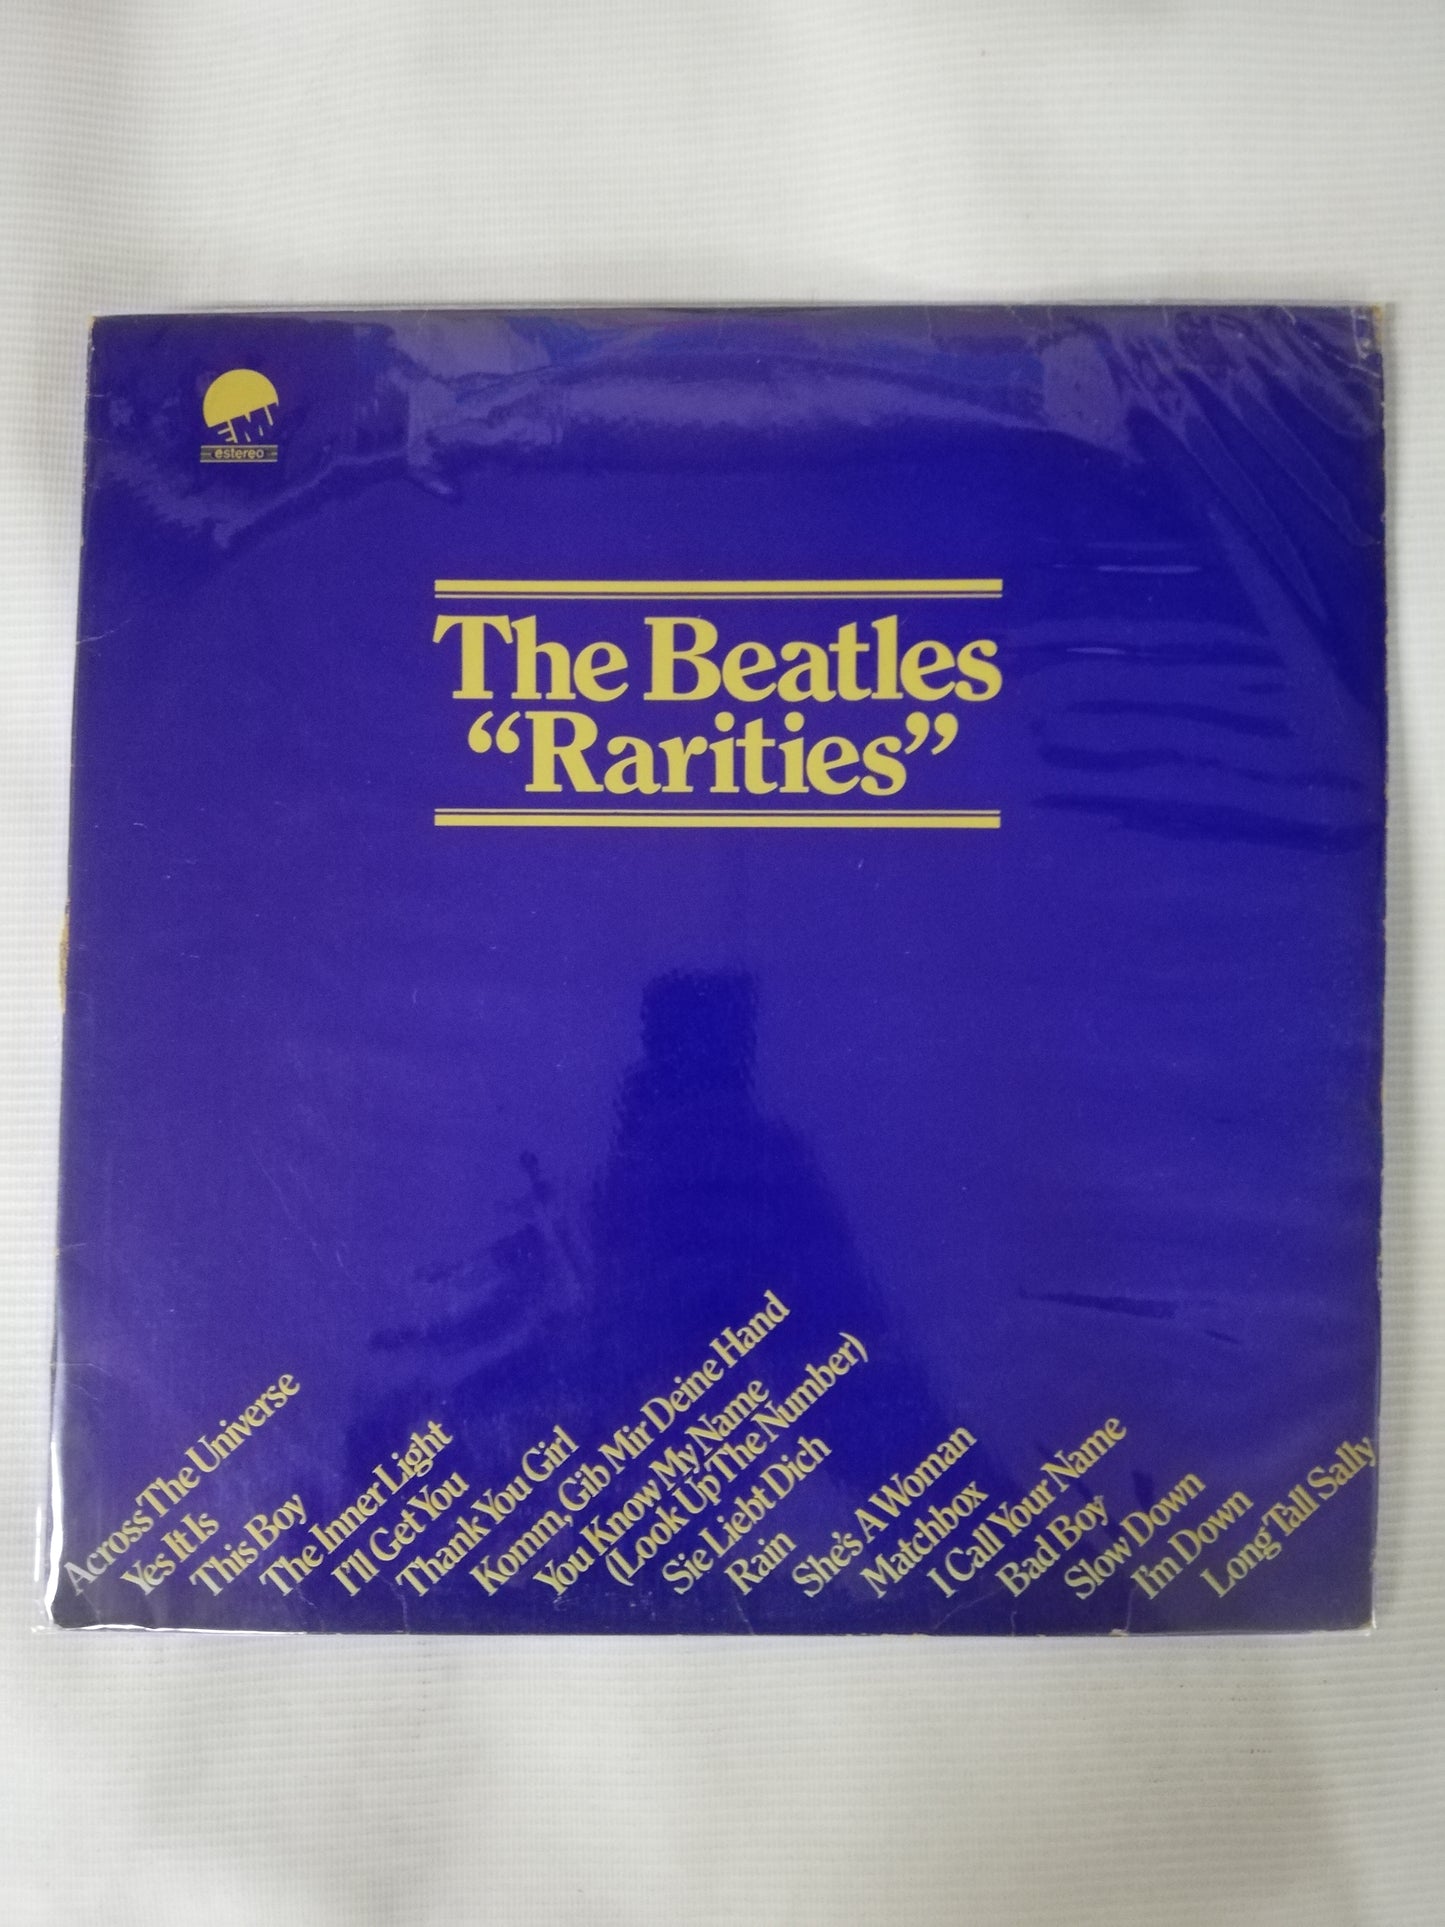 EMI
estereo
The Beatles
“Rarities”
Across The Universe
Yes It Is
This Boy
The Inner Light
I'll Get You
Thank You Girl
Komm, Gib Mir Deine Hand
You Know My Name
(Look Up The Number)
Sie Liebt Dich
Rain
She's A Woman
Matchbox
I Call Your Name
Bad Boy
Slow Down
I'm Down
Long Tall Sally